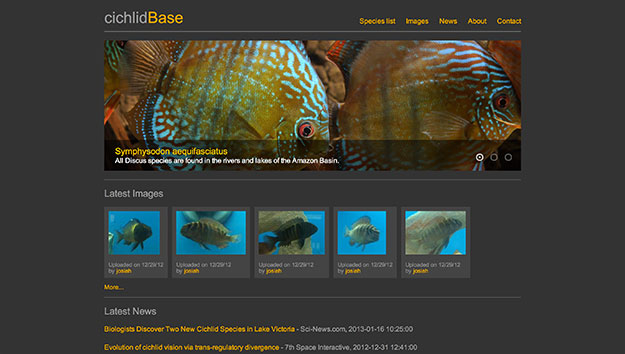 cichlidBase
Species list Images News About Contact
Symphysodon aequifasciatus
All Discus species are found in the rivers and lakes of the Amazon Basin.
Latest Images
Uploaded on 12/29/12 Uploaded on 12/29/12 Uploaded on 12/29/12 Uploaded on 12/29/12 Uploaded on 12/29/12
by josiah by josiah by josiah by josiah by josiah
More...
Latest News
Biologists Discover Two New Cichlid Species in Lake Victoria - Sci-News.com, 2013-01-16 10:25:00
Evolution of cichlid vision via trans-regulatory divergence - 7th Space Interactive, 2012-12-31 12:41:00